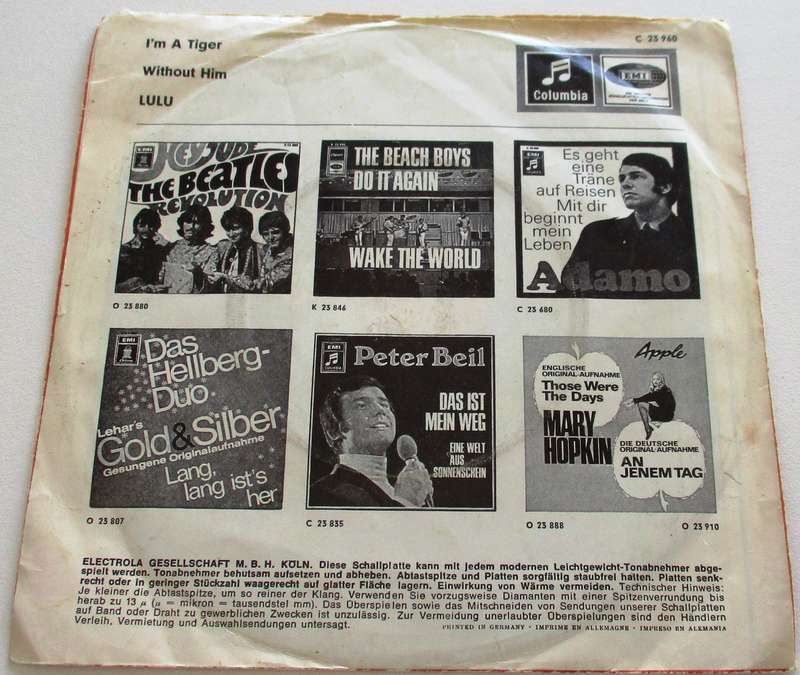 I'm A Tiger
Without Him
LULU
C 23 960
Columbia
EMI
EMI
HEY JUDE
THE BEATLES
REVOLUTION
O 23 880
THE BEACH BOYS
DO IT AGAIN
WAKE THE WORLD
K 23 846
EMI
Es geht
eine
Träne
auf Reisen
Mit dir
beginnt
mein
Leben
Adamo
C 23 680
EMI
Das
Hellberg-
Duo
Lehar's
Gold & Silber
Gesungene Originalaufnahme
Lang,
lang ist's
her
O 23 807
EMI
Peter Beil
DAS IST
MEIN WEG
EINE WELT
AUS
SONNENSCHEIN
C 23 835
Apple
ENGLISCHE
ORIGINAL-AUFNAHME
Those Were
The Days
MARY
HOPKIN
DIE DEUTSCHE
ORIGINAL-AUFNAHME
AN
JENEM TAG
O 23 888
O 23 910
ELECTROLA GESELLSCHAFT M. B. H. KÖLN. Diese Schallplatte kann mit jedem modernen Leichtgewicht-Tonabnehmer abge-
spielt werden. Tonabnehmer behutsam aufsetzen und abheben. Abtastspitze und Platten sorgfältig staubfrei halten. Platten senk-
recht oder in geringer Stückzahl waagerecht auf glatter Fläche lagern. Einwirkung von Wärme vermeiden. Technischer Hinweis:
Je kleiner die Abtastspitze, um so reiner der Klang. Verwenden Sie vorzugsweise Diamanten mit einer Spitzenverrundung bis
herab zu 13 µ (µ = mikron = tausendstel mm). Das Überspielen sowie das Mitschneiden von Sendungen unserer Schallplatten
auf Band oder Draht zu gewerblichen Zwecken ist unzulässig. Zur Vermeidung unerlaubter Überspielungen sind den Händlern
Verleih, Vermietung und Auswahlsendungen untersagt.
PRINTED IN GERMANY · IMPRIMÉ EN ALLEMAGNE · IMPRESO EN ALEMANIA